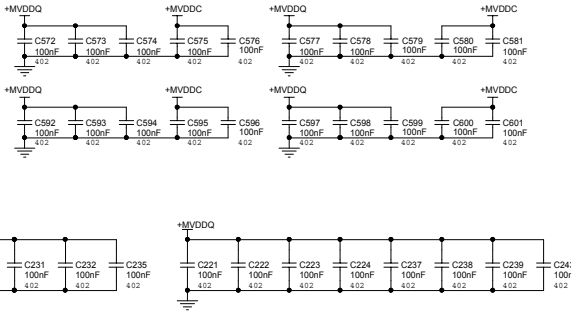 +MVDDQ +MVDDC +MVDDQ +MVDDC
C572 C573 C574 C575 C576 C577 C578 C579 C580 C581
100nF 100nF 100nF 100nF 100nF 100nF 100nF 100nF 100nF 100nF
402 402 402 402 402 402 402 402 402 402
+MVDDQ +MVDDC +MVDDQ +MVDDC
C592 C593 C594 C595 C596 C597 C598 C599 C600 C601
100nF 100nF 100nF 100nF 100nF 100nF 100nF 100nF 100nF 100nF
402 402 402 402 402 402 402 402 402 402
+MVDDQ
C231 C232 C235 C221 C222 C223 C224 C237 C238 C239
100nF 100nF 100nF 100nF 100nF 100nF 100nF 100nF 100nF 100nF
402 402 402 402 402 402 402 402 402 402 402